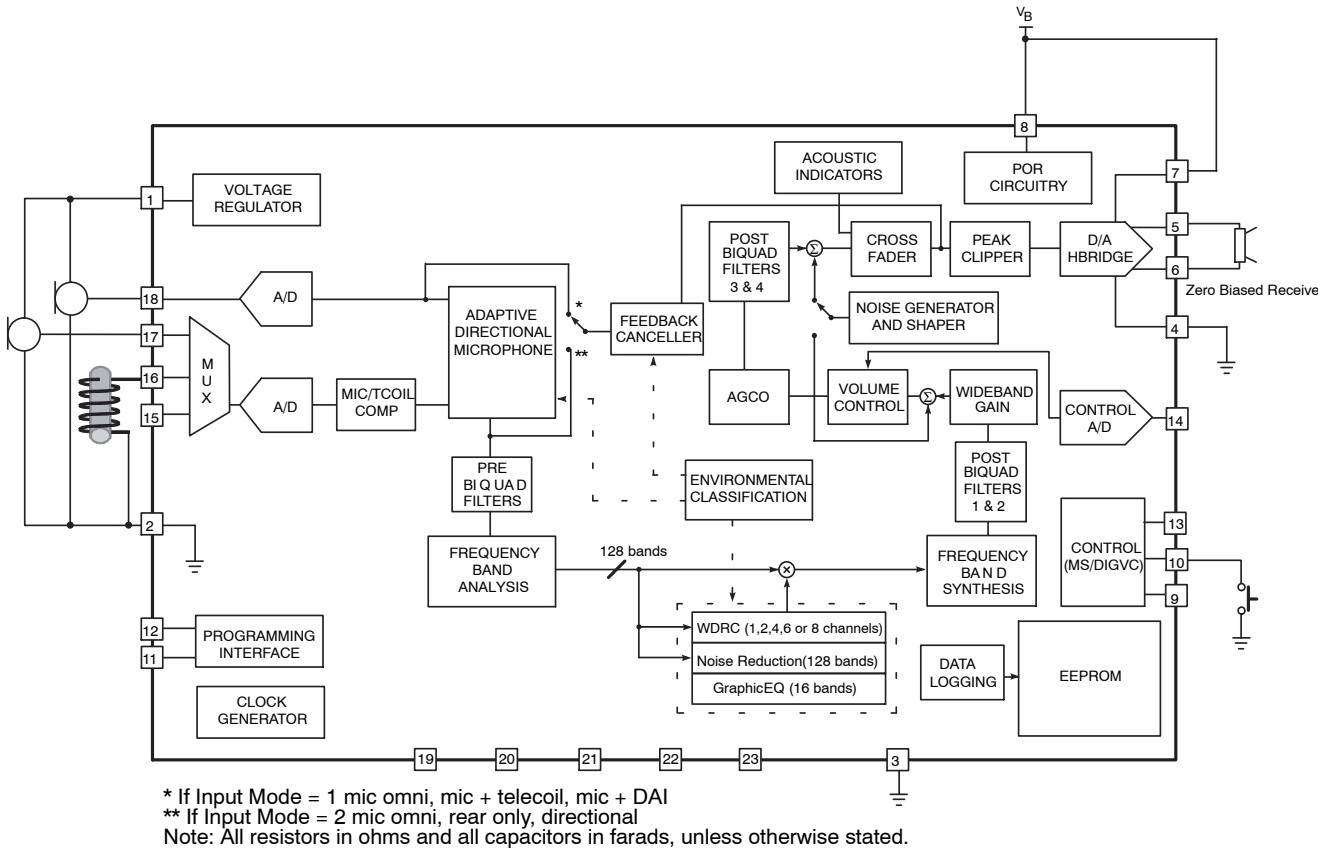 VB
8
ACOUSTIC
INDICATORS
POR
CIRCUITRY
7
1
VOLTAGE
REGULATOR
POST
BIQUAD
FILTERS
3 & 4
Σ
CROSS
FADER
PEAK
CLIPPER
D/A
HBRIDGE
5
6
Zero Biased Receive
18
A/D
ADAPTIVE
DIRECTIONAL
MICROPHONE
*
**
FEEDBACK
CANCELLER
NOISE GENERATOR
AND SHAPER
4
17
16
15
M
U
X
A/D
MIC/TCOIL
COMP
AGCO
VOLUME
CONTROL
Σ
WIDEBAND
GAIN
CONTROL
A/D
14
PRE
BI Q UA D
FILTERS
ENVIRONMENTAL
CLASSIFICATION
POST
BIQUAD
FILTERS
1 & 2
2
FREQUENCY
BAND
ANALYSIS
128 bands
×
FREQUENCY
BA N D
SYNTHESIS
CONTROL
(MS/DIGVC)
13
10
9
12
11
PROGRAMMING
INTERFACE
WDRC (1,2,4,6 or 8 channels)
Noise Reduction(128 bands)
GraphicEQ (16 bands)
DATA
LOGGING
EEPROM
CLOCK
GENERATOR
19
20
21
22
23
3
* If Input Mode = 1 mic omni, mic + telecoil, mic + DAI
** If Input Mode = 2 mic omni, rear only, directional
Note: All resistors in ohms and all capacitors in farads, unless otherwise stated.